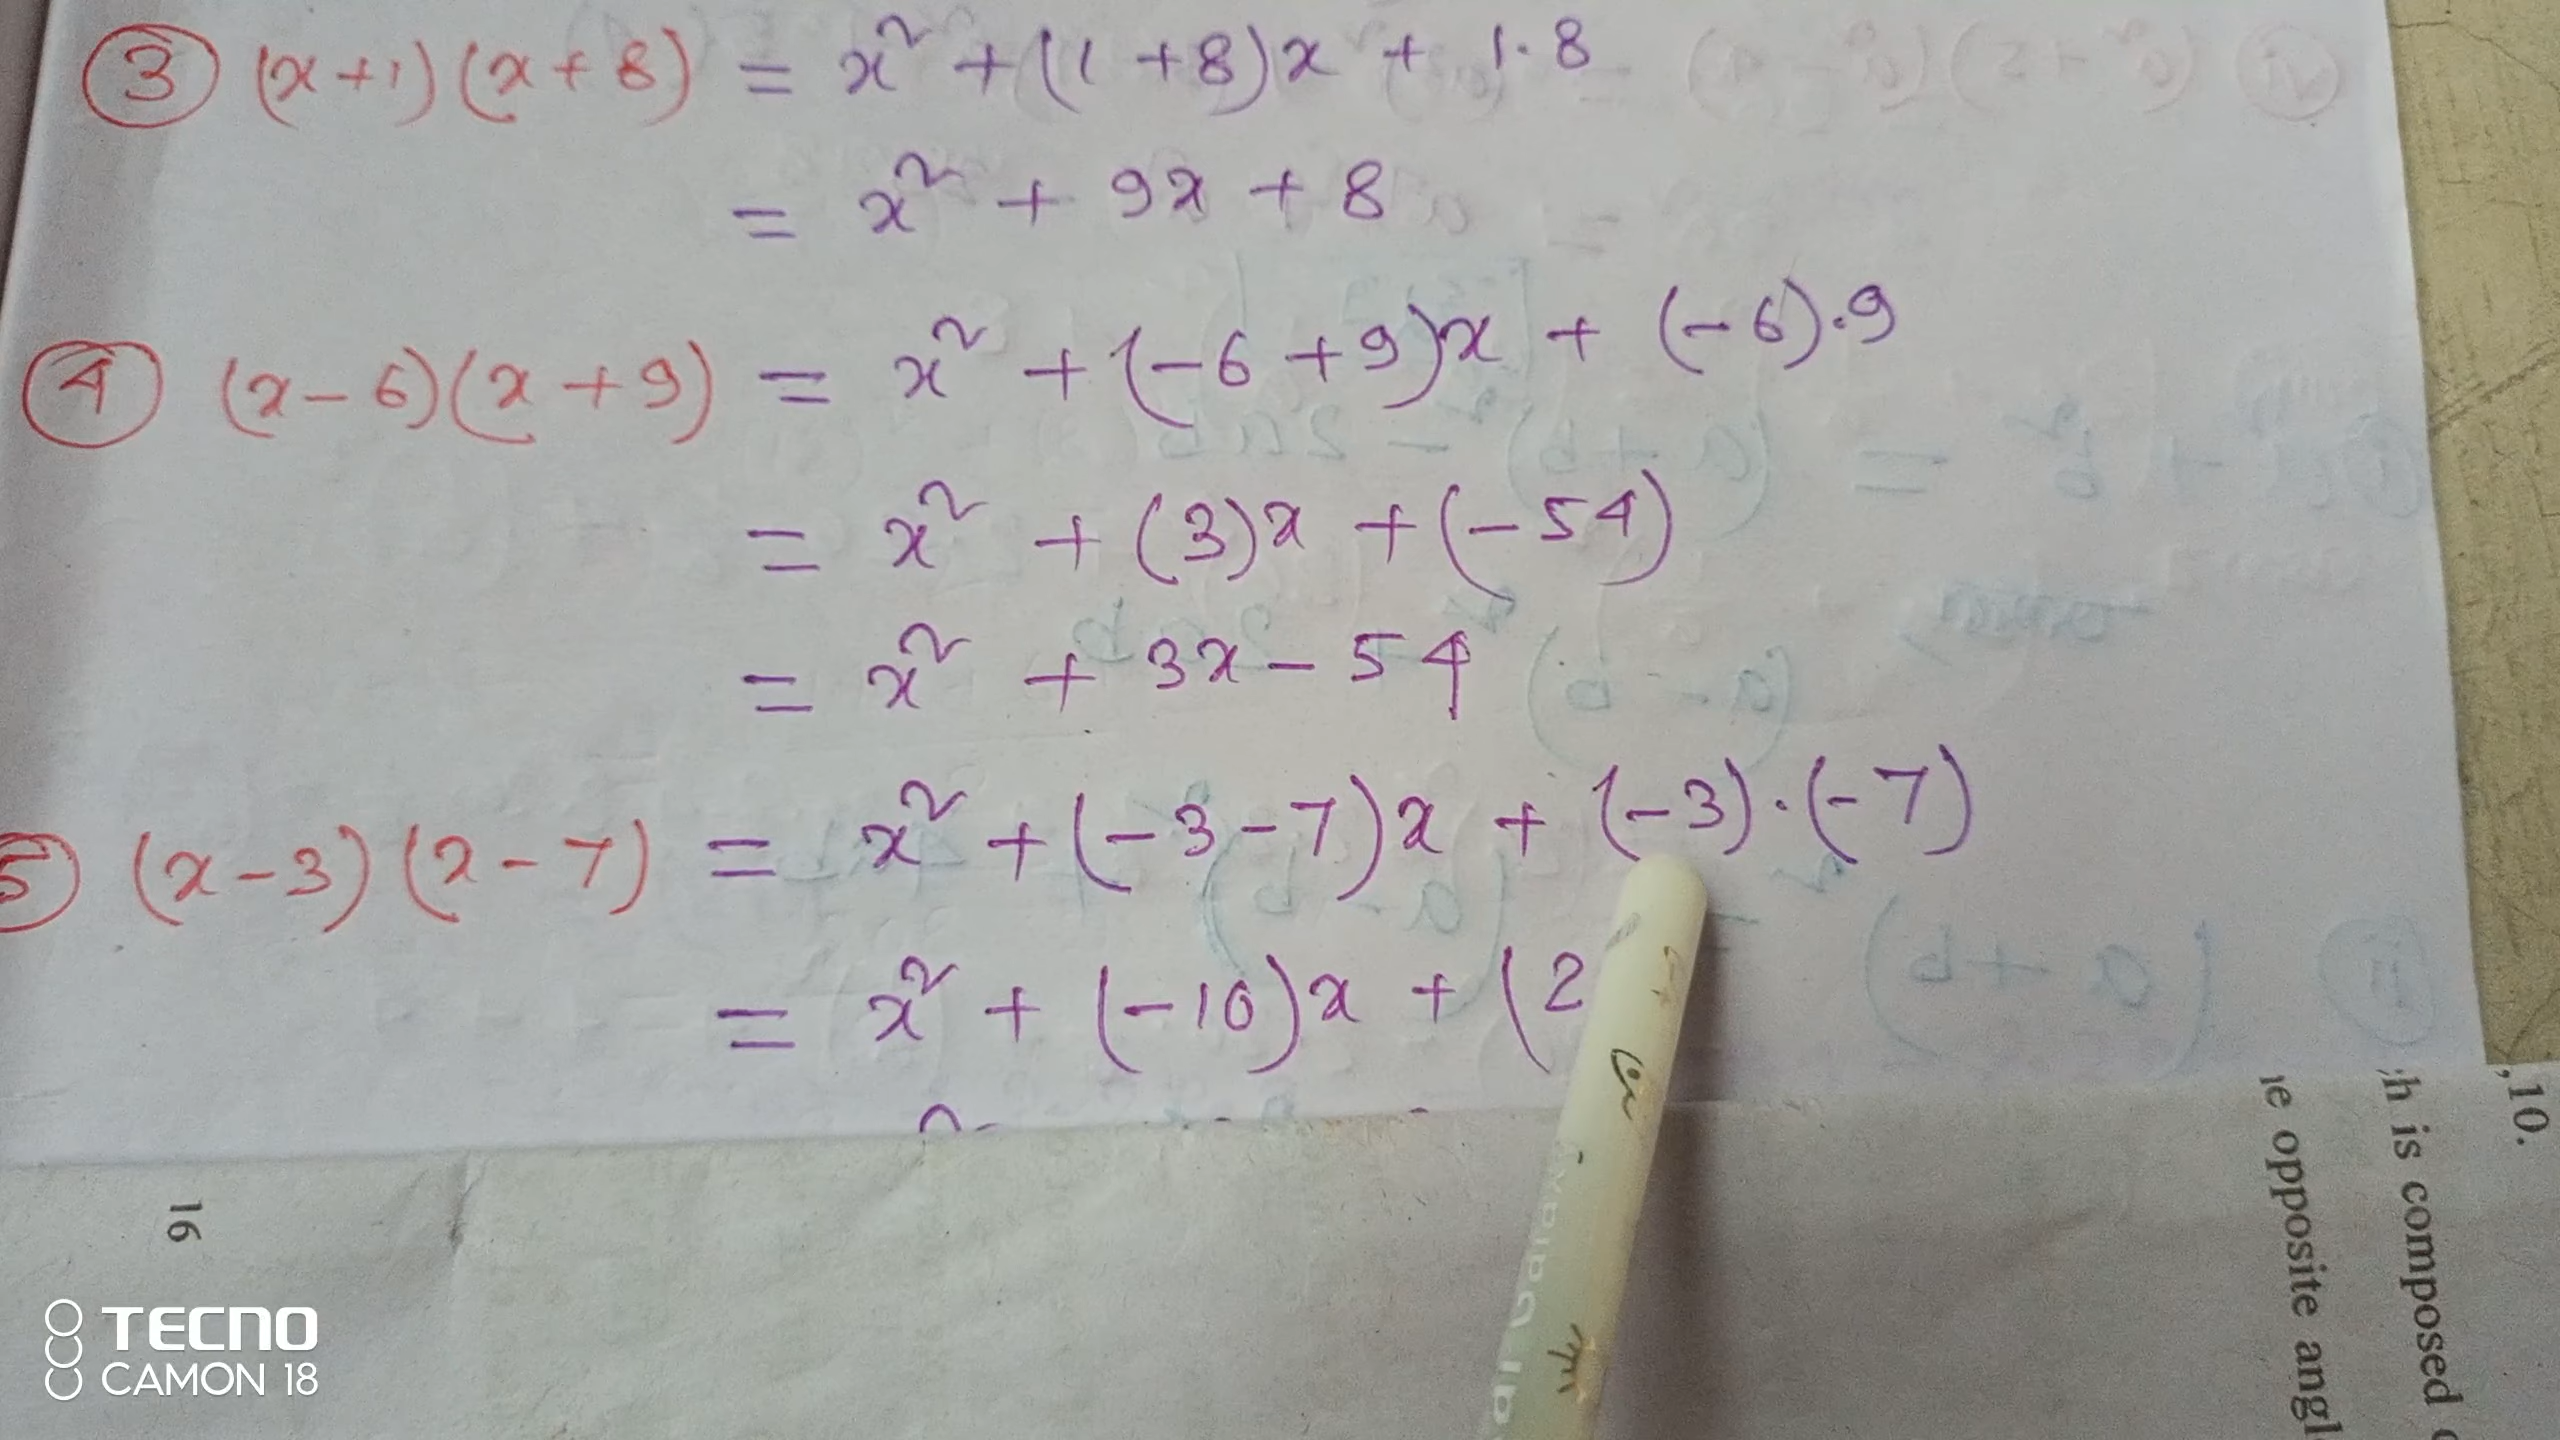 ③ (x+1)(x+8) = x² + (1+8)x + 1·8
= x² + 9x + 8
④ (x-6)(x+9) = x² + (-6+9)x + (-6)·9
= x² + (3)x + (-54)
= x² + 3x - 54
⑤ (x-3)(x-7) = x² + (-3-7)x + (-3)·(-7)
= x² + (-10)x + (2
16
,10.
h is composed
e opposite angl
TECNO
CAMON 18